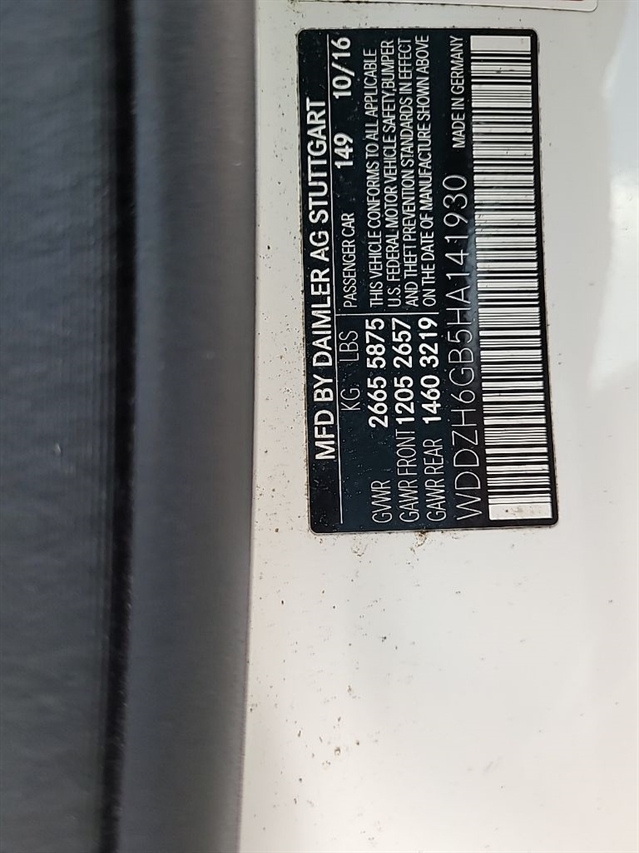 MFD BY DAIMLER AG STUTTGART
KG LBS 149 10/16
PASSENGER CAR
GVWR 2665 5875
GAWR FRONT 1205 2657
GAWR REAR 1460 3219
THIS VEHICLE CONFORMS TO ALL APPLICABLE
U.S. FEDERAL MOTOR VEHICLE SAFETY,BUMPER
AND THEFT PREVENTION STANDARDS IN EFFECT
ON THE DATE OF MANUFACTURE SHOWN ABOVE
WDDZH6GB5HA141930 MADE IN GERMANY